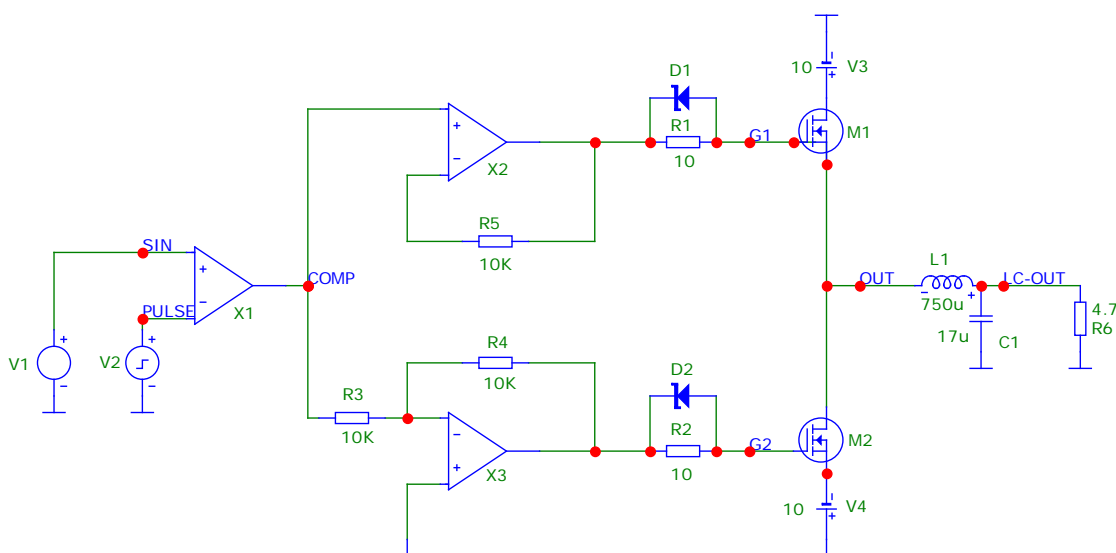 D1
10
V3
R1
G1
M1
10
X2
R5
10K
SIN
L1
COMP
OUT
LC-OUT
PULSE
X1
750u
4.7
17u
C1
R6
V1
V2
R4
10K
D2
R3
10K
R2
G2
M2
X3
10
10
V4